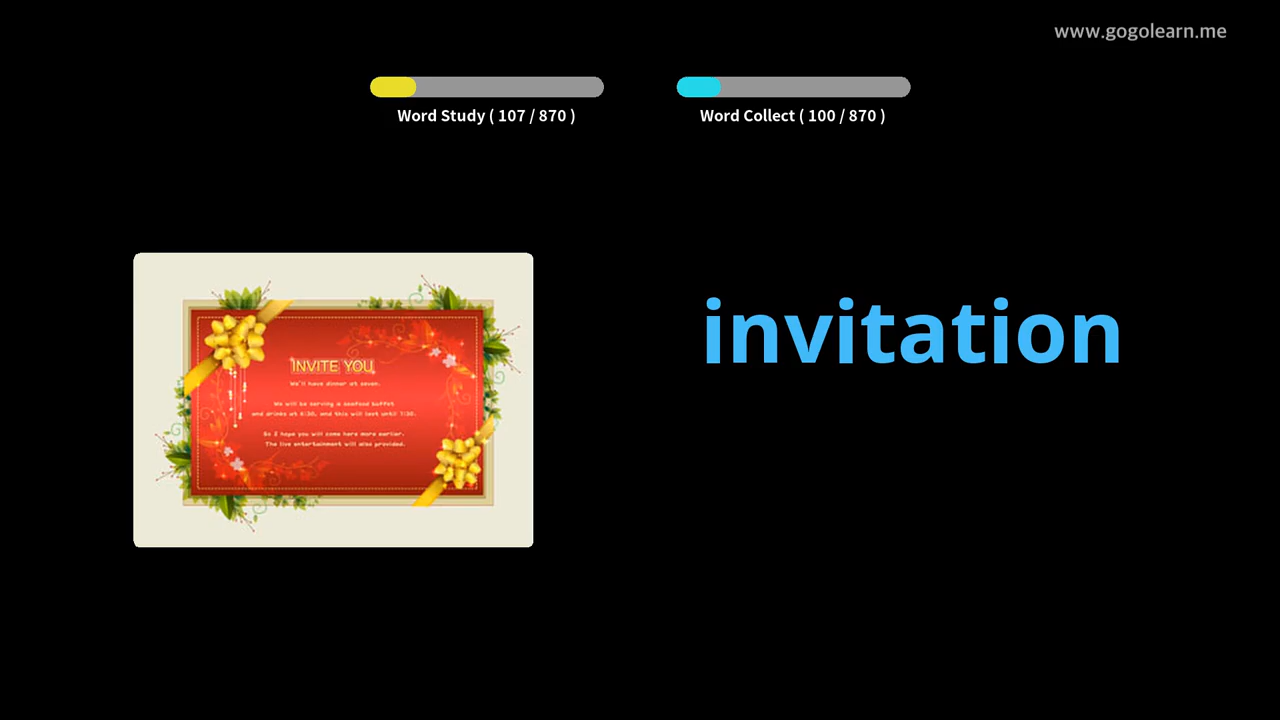 www.gogolearn.me
Word Study ( 107 / 870 )
Word Collect ( 100 / 870 )
invitation
INVITE YOU
We'll have dinner at seven.
We will be serving a seafood buffet
and drinks at 6:30, and this will last until 7:30.
So I hope you will come here more earlier.
The live entertainment will also provided.